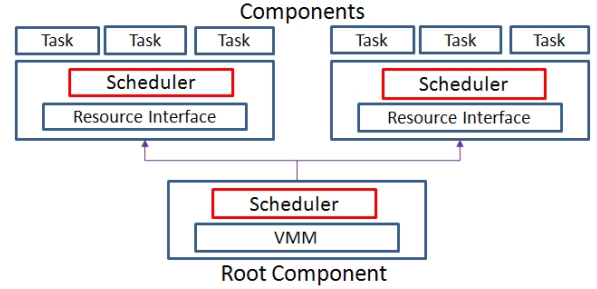 Components
Task Task Task Task Task Task
Scheduler Scheduler
Resource Interface Resource Interface
Scheduler
VMM
Root Component